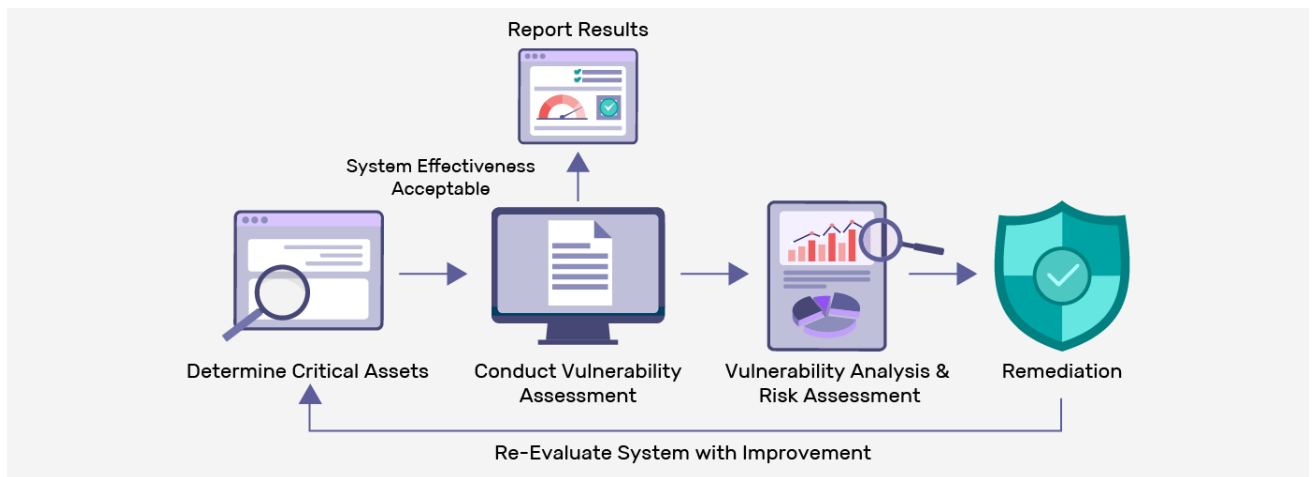 Report Results
System Effectiveness
Acceptable
Determine Critical Assets
Conduct Vulnerability
Assessment
Vulnerability Analysis &
Risk Assessment
Remediation
Re-Evaluate System with Improvement